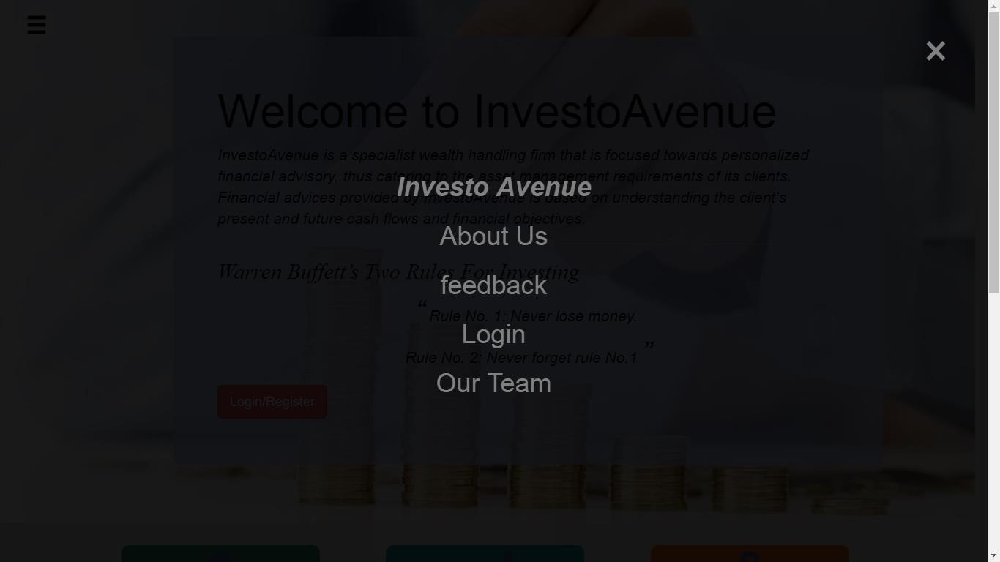 Welcome to InvestoAvenue
InvestoAvenue is a specialist wealth handling firm that is focused towards personalized
financial advisory, thus catering to the asset management requirements of its clients.
Financial advices provided by InvestoAvenue is based on understanding the client's
present and future cash flows and financial objectives.
Warren Buffett’s Two Rules For Investing
“ Rule No. 1: Never lose money.
Rule No. 2: Never forget rule No.1 ”
Login/Register
×
Investo Avenue
About Us
feedback
Login
Our Team